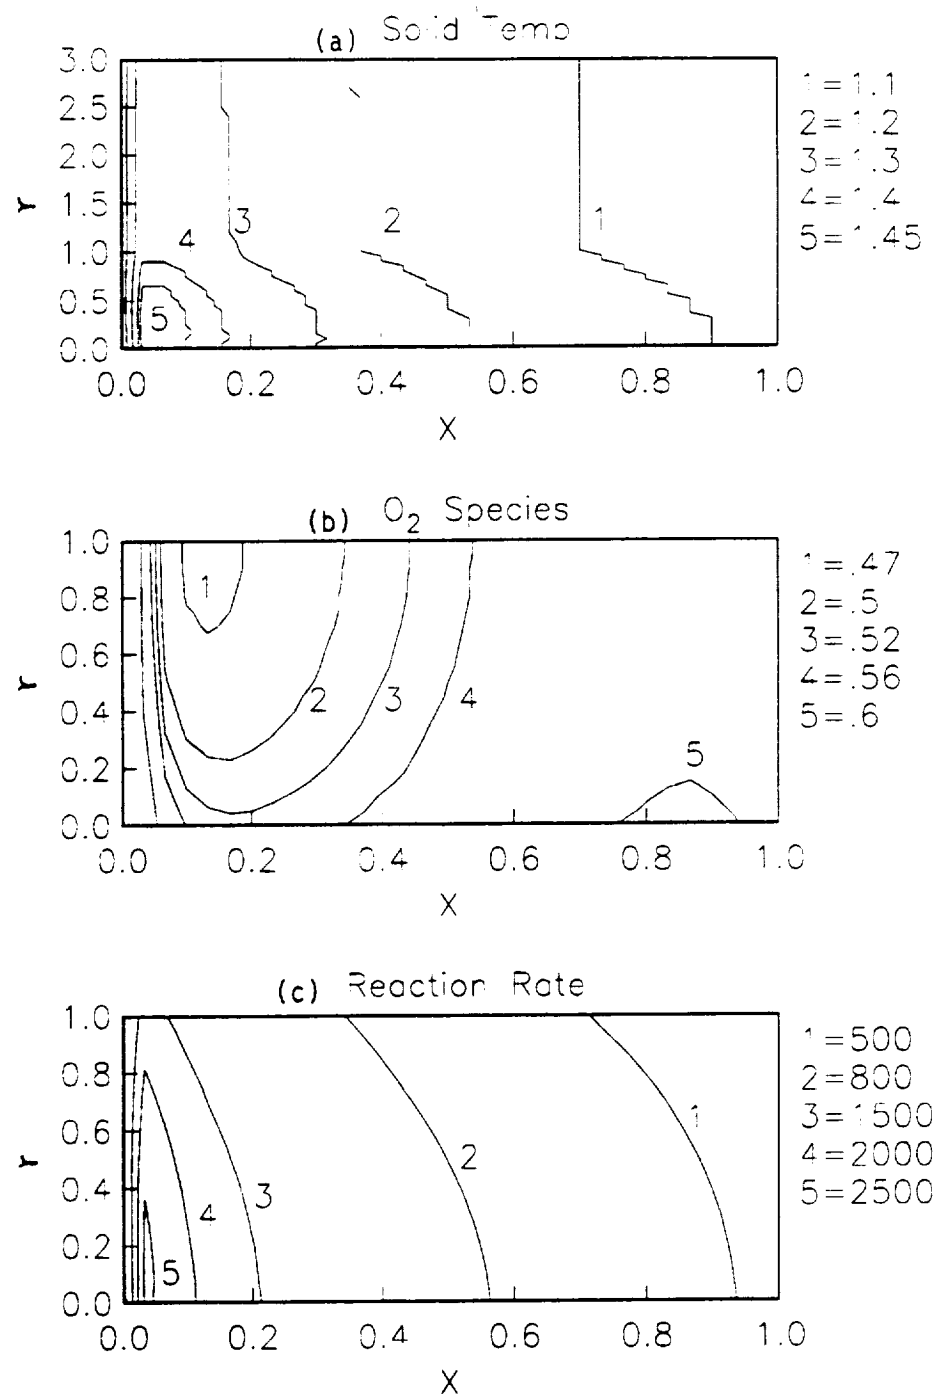 (a) Solid Temp
3.0
2.5
2.0
1.5
1.0
0.5
0.0
r
0.0 0.2 0.4 0.6 0.8 1.0
X
1 2 3 4 5
1=1.1
2=1.2
3=1.3
4=1.4
5=1.45
(b) O2 Species
1.0
0.8
0.6
0.4
0.2
0.0
r
0.0 0.2 0.4 0.6 0.8 1.0
X
1 2 3 4 5
1=.47
2=.5
3=.52
4=.56
5=.6
(c) Reaction Rate
1.0
0.8
0.6
0.4
0.2
0.0
r
0.0 0.2 0.4 0.6 0.8 1.0
X
5 4 3 2 1
1=500
2=800
3=1500
4=2000
5=2500